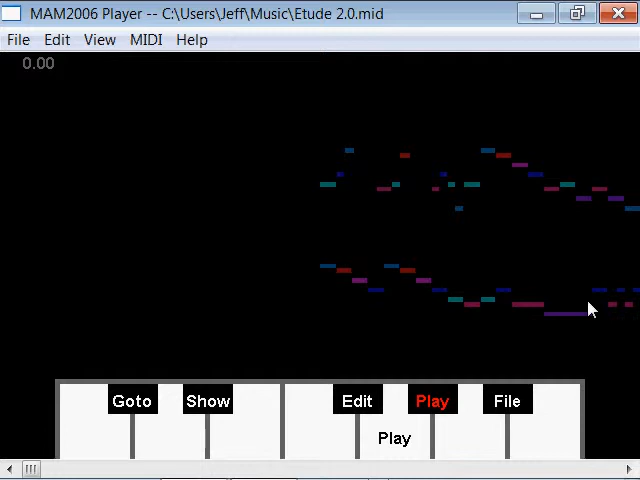 MAM2006 Player -- C:\Users\Jeff\Music\Etude 2.0.mid
File Edit View MIDI Help
0.00
Goto Show Edit Play File
Play